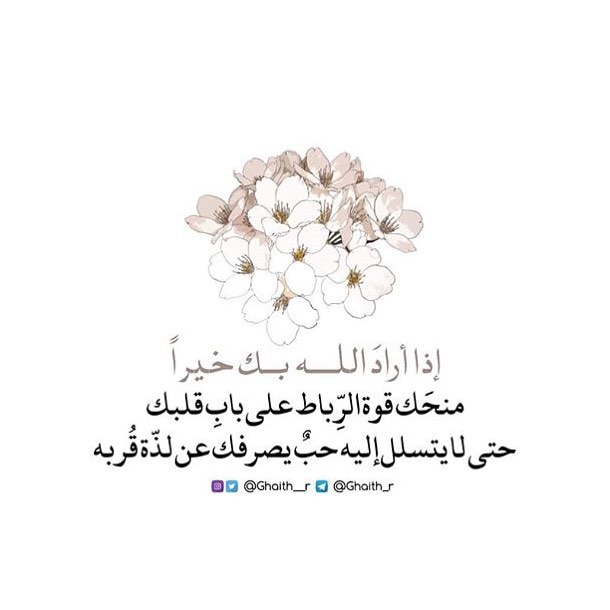 إذا أرادَ اللـــه بــك خيراً
منحَك قوة الرِّباط على بابِ قلبك
حتى لا يتسلل إليه حبٌ يصرفك عن لذّة قُربه
@Ghaith__r @Ghaith_r